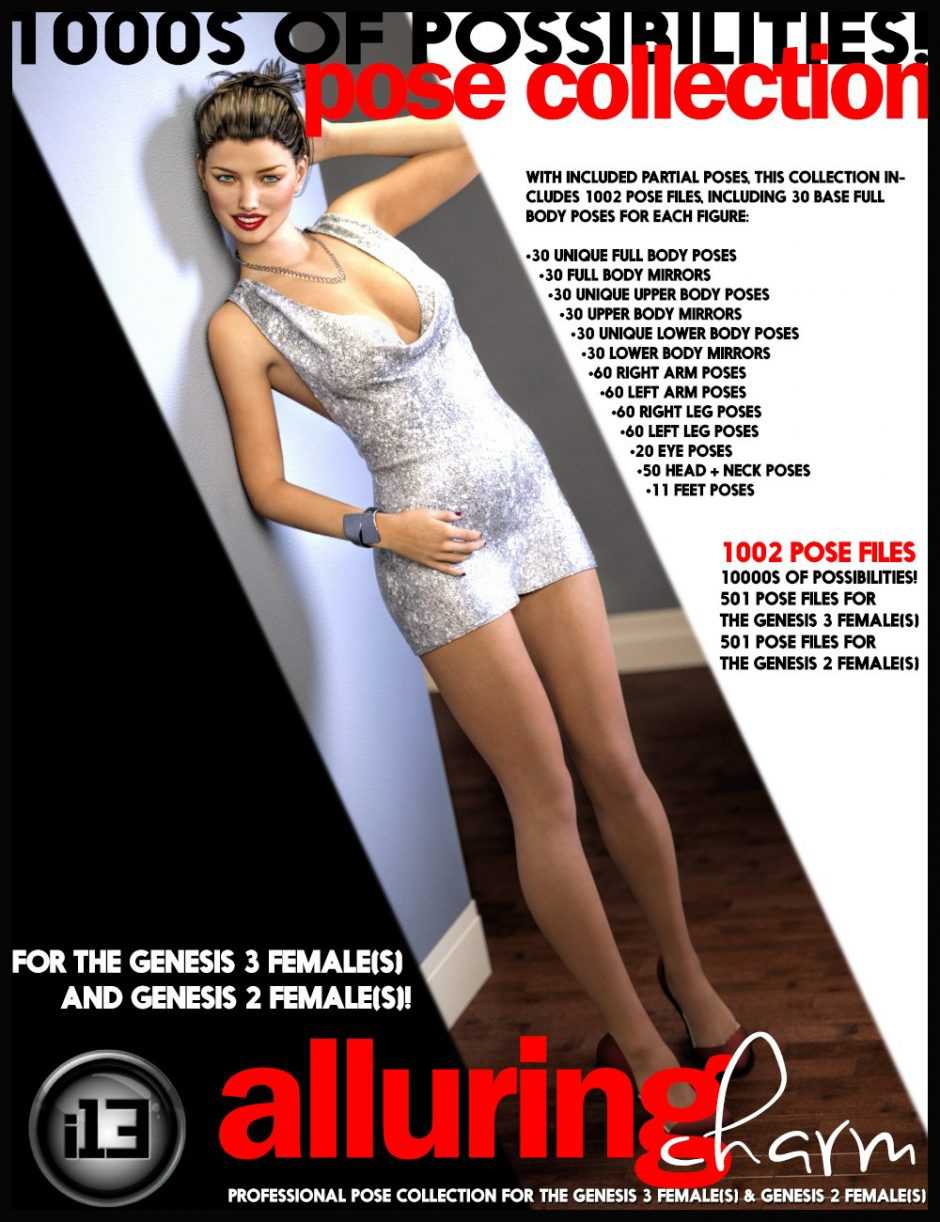 1000S OF POSSIBILITIES!
pose collection
WITH INCLUDED PARTIAL POSES, THIS COLLECTION IN-
CLUDES 1002 POSE FILES, INCLUDING 30 BASE FULL
BODY POSES FOR EACH FIGURE:
•30 UNIQUE FULL BODY POSES
•30 FULL BODY MIRRORS
•30 UNIQUE UPPER BODY POSES
•30 UPPER BODY MIRRORS
•30 UNIQUE LOWER BODY POSES
•30 LOWER BODY MIRRORS
•60 RIGHT ARM POSES
•60 LEFT ARM POSES
•60 RIGHT LEG POSES
•60 LEFT LEG POSES
•20 EYE POSES
•50 HEAD + NECK POSES
•11 FEET POSES
1002 POSE FILES
10000S OF POSSIBILITIES!
501 POSE FILES FOR
THE GENESIS 3 FEMALE(S)
501 POSE FILES FOR
THE GENESIS 2 FEMALE(S)
FOR THE GENESIS 3 FEMALE(S)
AND GENESIS 2 FEMALE(S)!
i13
alluring
charm
PROFESSIONAL POSE COLLECTION FOR THE GENESIS 3 FEMALE(S) & GENESIS 2 FEMALE(S)